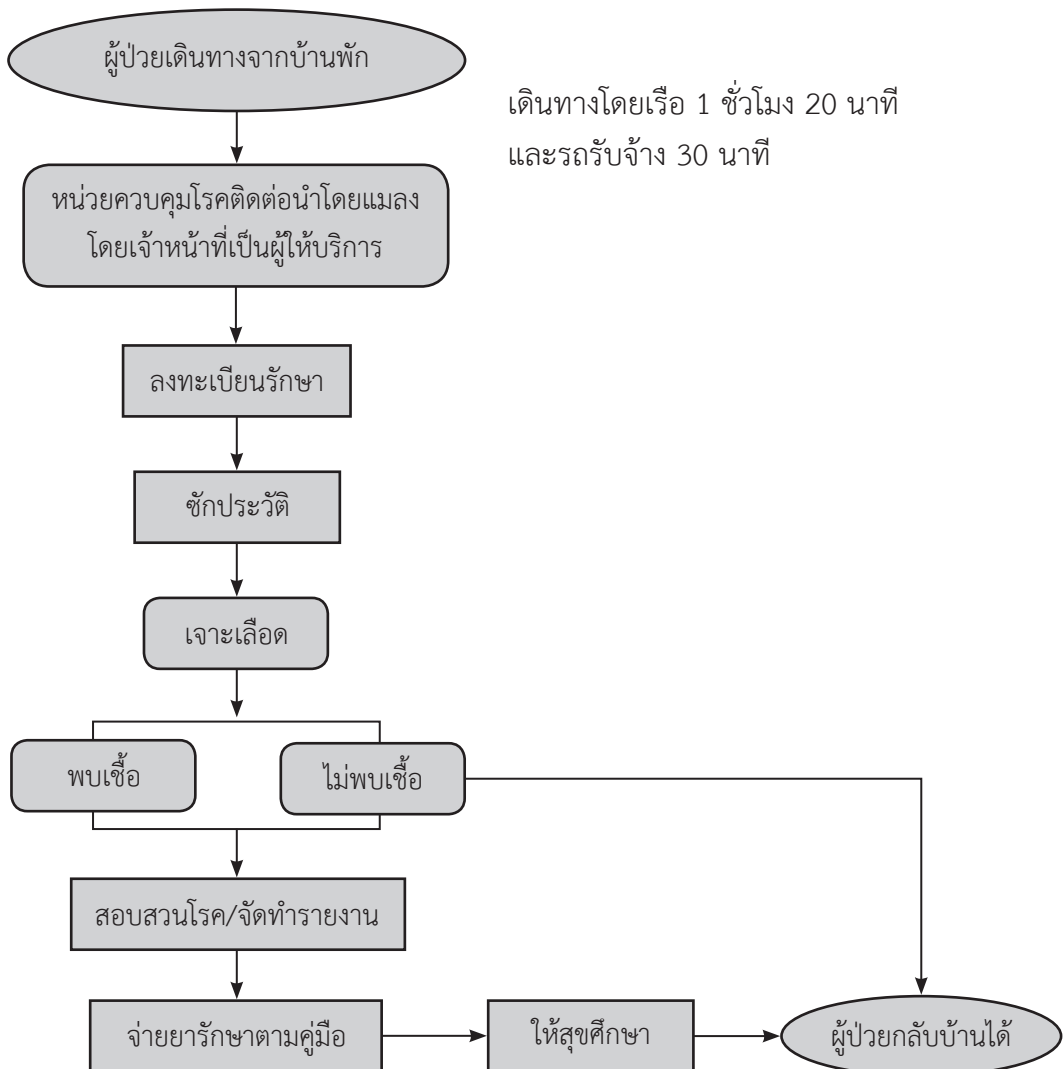 ผู้ป่วยเดินทางจากบ้านพัก
เดินทางโดยเรือ 1 ชั่วโมง 20 นาที
และรถรับจ้าง 30 นาที
หน่วยควบคุมโรคติดต่อนำโดยแมลง
โดยเจ้าหน้าที่เป็นผู้ให้บริการ
ลงทะเบียนรักษา
ซักประวัติ
เจาะเลือด
พบเชื้อ
ไม่พบเชื้อ
สอบสวนโรค/จัดทำรายงาน
จ่ายยารักษาตามคู่มือ
ให้สุขศึกษา
ผู้ป่วยกลับบ้านได้